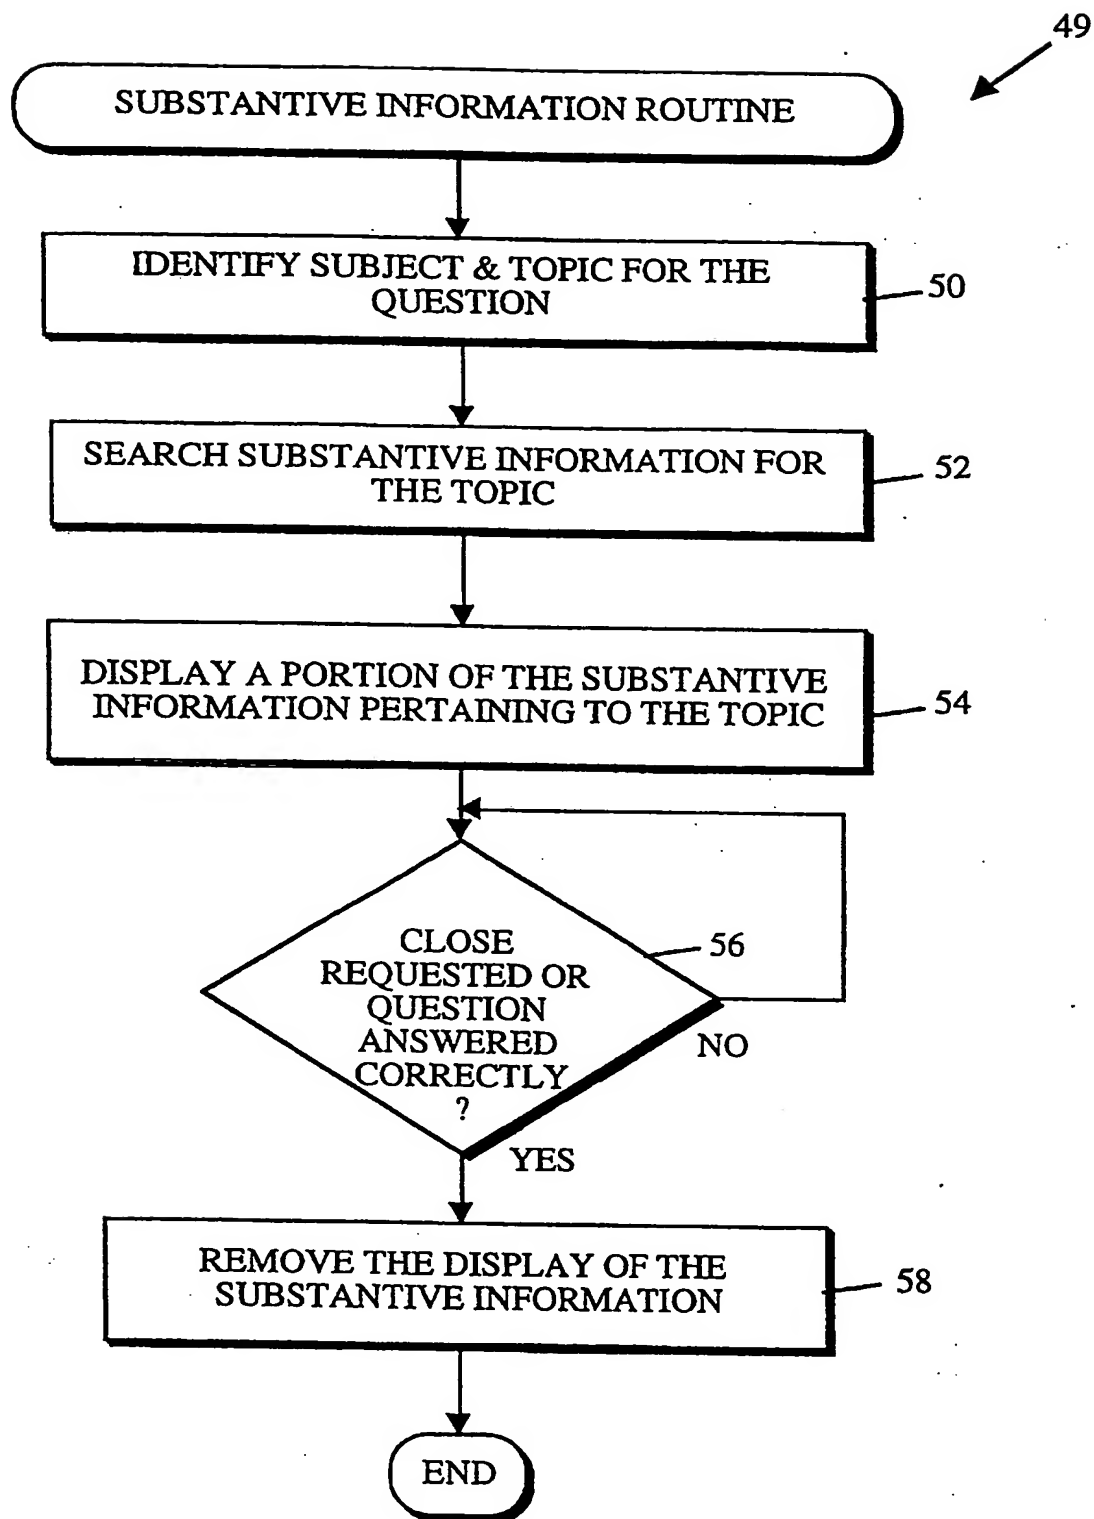 49
SUBSTANTIVE INFORMATION ROUTINE
IDENTIFY SUBJECT & TOPIC FOR THE
QUESTION
50
SEARCH SUBSTANTIVE INFORMATION FOR
THE TOPIC
52
DISPLAY A PORTION OF THE SUBSTANTIVE
INFORMATION PERTAINING TO THE TOPIC
54
CLOSE
REQUESTED OR
QUESTION
ANSWERED
CORRECTLY
?
56
NO
YES
REMOVE THE DISPLAY OF THE
SUBSTANTIVE INFORMATION
58
END